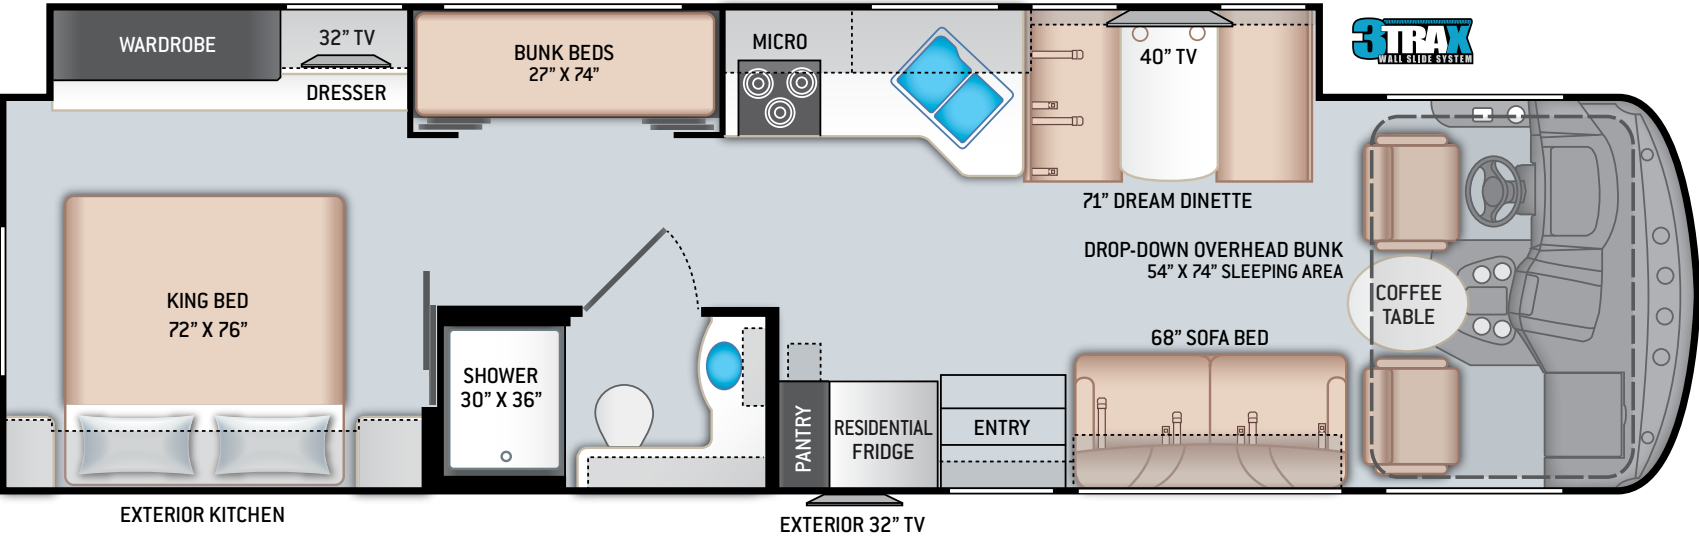 WARDROBE
32” TV
DRESSER
BUNK BEDS
27” X 74”
MICRO
40” TV
3TRAX
WALL SLIDE SYSTEM
71” DREAM DINETTE
DROP-DOWN OVERHEAD BUNK
54” X 74” SLEEPING AREA
COFFEE
TABLE
KING BED
72” X 76”
68” SOFA BED
SHOWER
30” X 36”
PANTRY
RESIDENTIAL
FRIDGE
ENTRY
EXTERIOR KITCHEN
EXTERIOR 32” TV